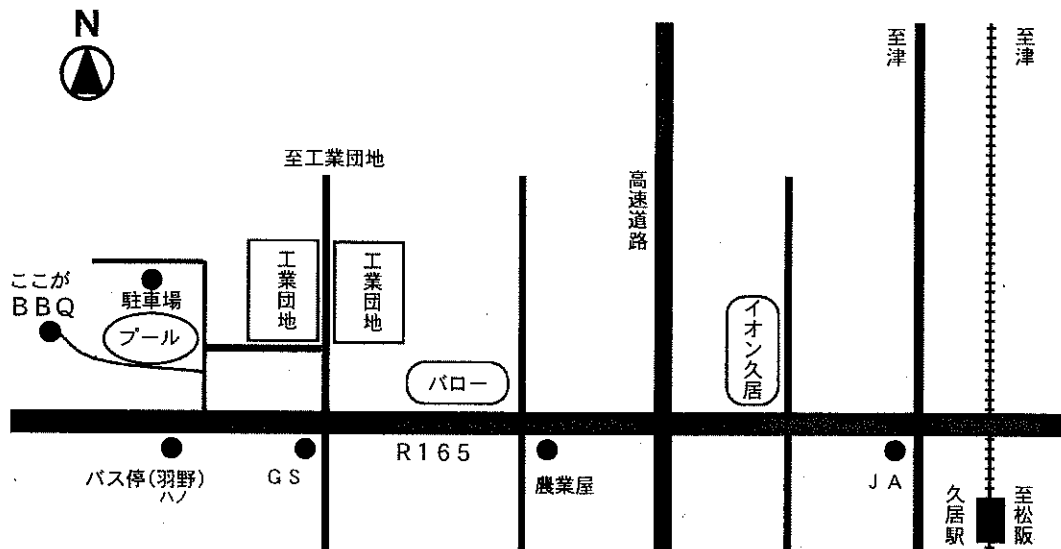 N
至津
至津
至工業団地
高速道路
工業団地
工業団地
ここが
BBQ
駐車場
プール
イオン久居
バロー
R165
バス停(羽野)
ハノ
GS
農業屋
JA
久居駅
至松阪